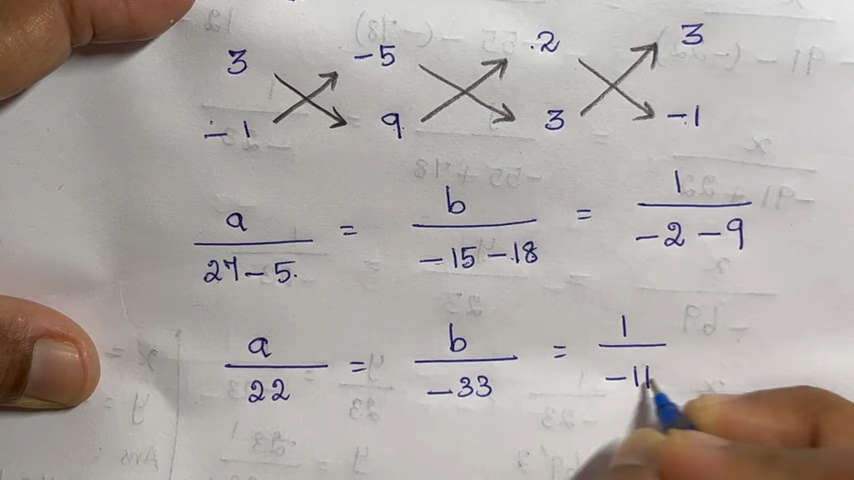 3 -5 2 3
-1 9 3 -1
a/27-5 = b/-15-18 = 1/-2-9
a/22 = b/-33 = 1/-11